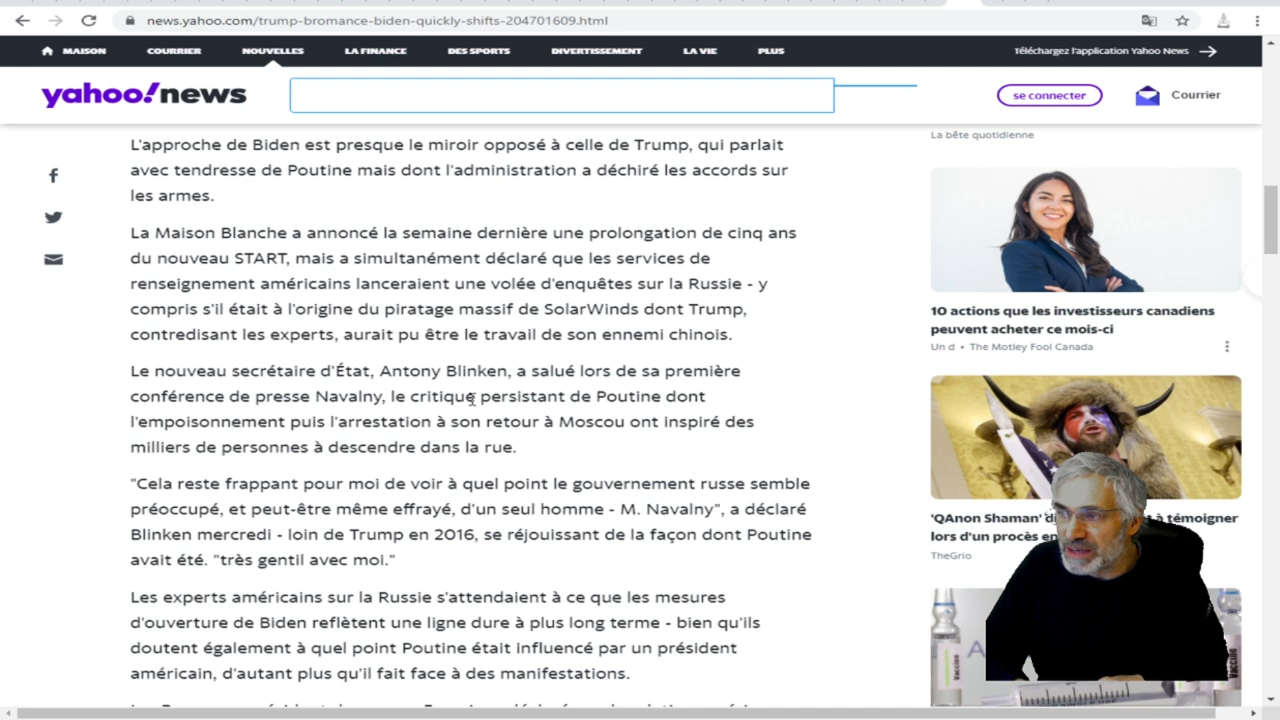 news.yahoo.com/trump-bromance-biden-quickly-shifts-204701609.html
MAISON COURRIER NOUVELLES LA FINANCE DES SPORTS DIVERTISSEMENT LA VIE PLUS Téléchargez l'application Yahoo News
yahoo!news se connecter Courrier
L'approche de Biden est presque le miroir opposé à celle de Trump, qui parlait
avec tendresse de Poutine mais dont l'administration a déchiré les accords sur
les armes.
La Maison Blanche a annoncé la semaine dernière une prolongation de cinq ans
du nouveau START, mais a simultanément déclaré que les services de
renseignement américains lanceraient une volée d'enquêtes sur la Russie - y
compris s'il était à l'origine du piratage massif de SolarWinds dont Trump,
contredisant les experts, aurait pu être le travail de son ennemi chinois.
Le nouveau secrétaire d'État, Antony Blinken, a salué lors de sa première
conférence de presse Navalny, le critique persistant de Poutine dont
l'empoisonnement puis l'arrestation à son retour à Moscou ont inspiré des
milliers de personnes à descendre dans la rue.
"Cela reste frappant pour moi de voir à quel point le gouvernement russe semble
préoccupé, et peut-être même effrayé, d'un seul homme - M. Navalny", a déclaré
Blinken mercredi - loin de Trump en 2016, se réjouissant de la façon dont Poutine
avait été. "très gentil avec moi."
Les experts américains sur la Russie s'attendaient à ce que les mesures
d'ouverture de Biden reflètent une ligne dure à plus long terme - bien qu'ils
doutent également à quel point Poutine était influencé par un président
américain, d'autant plus qu'il fait face à des manifestations.
La bête quotidienne
10 actions que les investisseurs canadiens
peuvent acheter ce mois-ci
Un d • The Motley Fool Canada
'QAnon Shaman' à témoigner
lors d'un procès
TheGrio
Vaccine